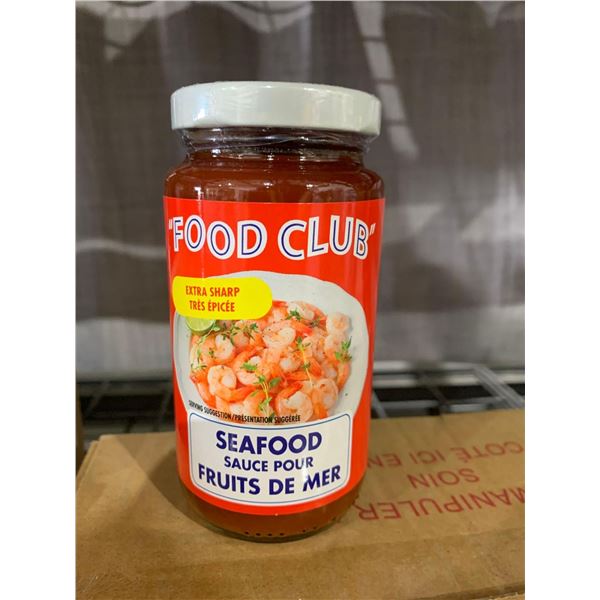 "FOOD CLUB"
EXTRA SHARP
TRÈS ÉPICÉE
SERVING SUGGESTION/PRÉSENTATION SUGGÉRÉE
SEAFOOD
SAUCE POUR
FRUITS DE MER
MANIPULER
SOIN
COTÉ ICI EN